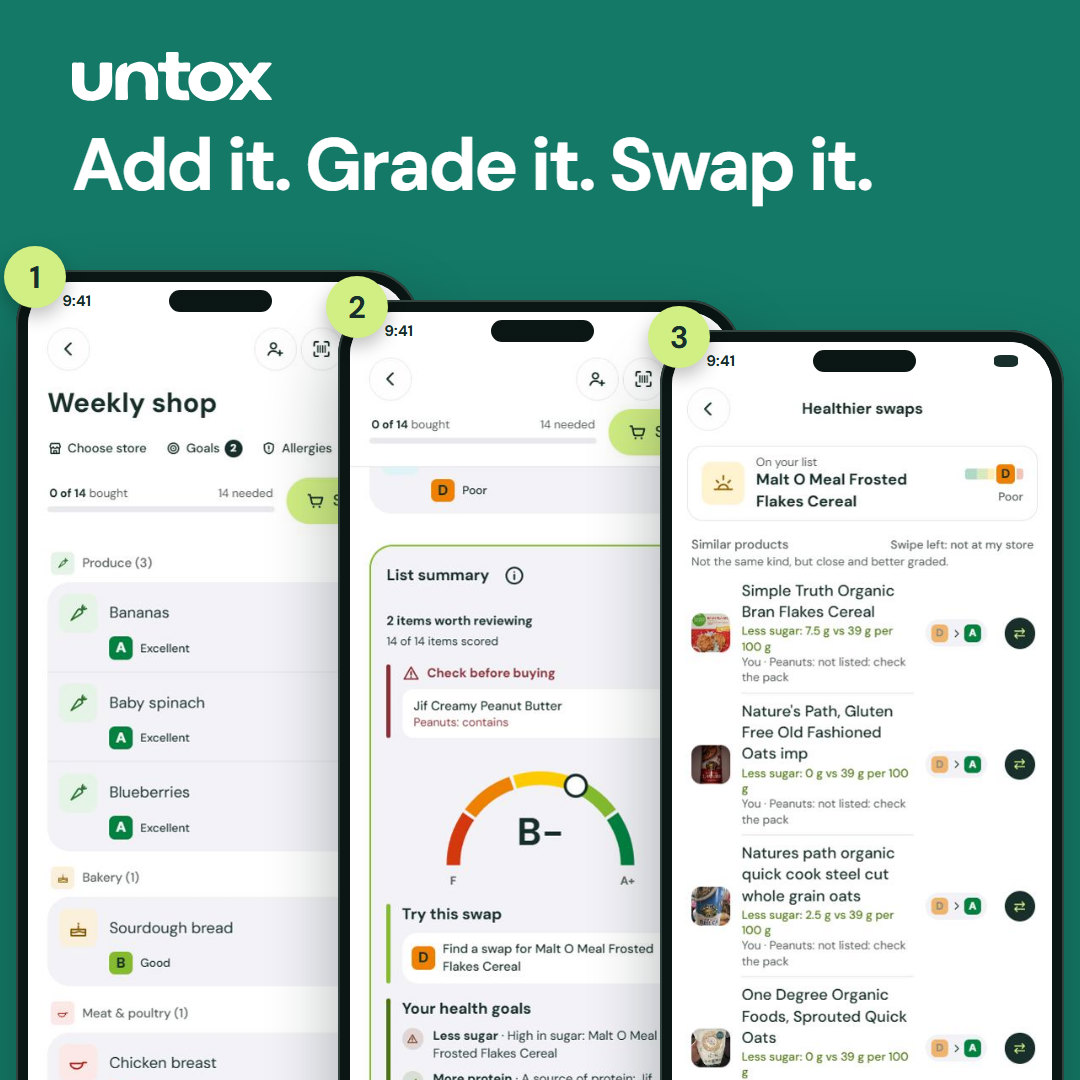 untox
Add it. Grade it. Swap it.
1
9:41
Weekly shop
Choose store
Goals 2
Allergies
0 of 14 bought
14 needed
Produce (3)
Bananas
A Excellent
Baby spinach
A Excellent
Blueberries
A Excellent
Bakery (1)
Sourdough bread
B Good
Meat & poultry (1)
Chicken breast
2
9:41
0 of 14 bought
14 needed
D Poor
List summary
2 items worth reviewing
14 of 14 items scored
Check before buying
Jif Creamy Peanut Butter
Peanuts: contains
B-
F
A+
Try this swap
D
Find a swap for Malt O Meal Frosted
Flakes Cereal
Your health goals
Less sugar · High in sugar: Malt O Meal
Frosted Flakes Cereal
More protein · A source of protein: Jif
3
9:41
Healthier swaps
On your list
Malt O Meal Frosted
Flakes Cereal
D
Poor
Similar products
Swipe left: not at my store
Not the same kind, but close and better graded.
Simple Truth Organic
Bran Flakes Cereal
Less sugar: 7.5 g vs 39 g per
100 g
You · Peanuts: not listed: check
the pack
D > A
Nature's Path, Gluten
Free Old Fashioned
Oats imp
Less sugar: 0 g vs 39 g per 100
g
You · Peanuts: not listed: check
the pack
D > A
Natures path organic
quick cook steel cut
whole grain oats
Less sugar: 2.5 g vs 39 g per
100 g
You · Peanuts: not listed: check
the pack
D > A
One Degree Organic
Foods, Sprouted Quick
Oats
Less sugar: 0 g vs 39 g per 100
g
D > A